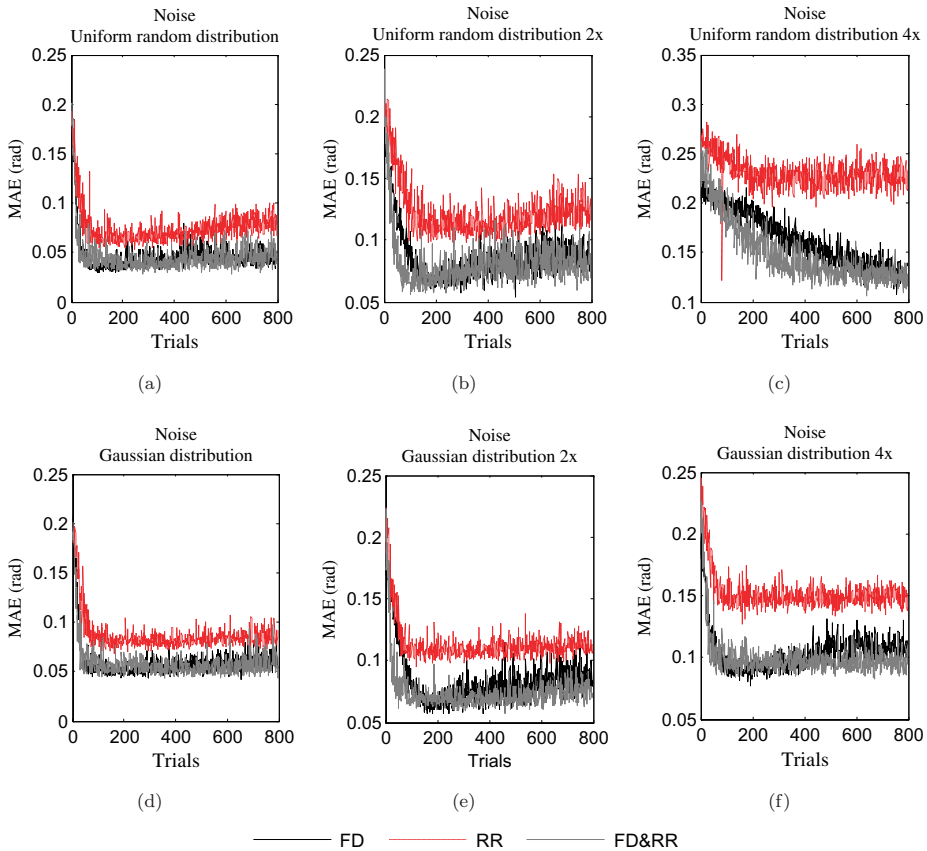 Noise
Uniform random distribution
0.25
0.2
0.15
0.1
0.05
0
MAE (rad)
0 200 400 600 800
Trials
(a)
Noise
Uniform random distribution 2x
0.25
0.2
0.15
0.1
0.05
MAE (rad)
0 200 400 600 800
Trials
(b)
Noise
Uniform random distribution 4x
0.35
0.3
0.25
0.2
0.15
0.1
MAE (rad)
0 200 400 600 800
Trials
(c)
Noise
Gaussian distribution
0.25
0.2
0.15
0.1
0.05
0
MAE (rad)
0 200 400 600 800
Trials
(d)
Noise
Gaussian distribution 2x
0.25
0.2
0.15
0.1
0.05
MAE (rad)
0 200 400 600 800
Trials
(e)
Noise
Gaussian distribution 4x
0.25
0.2
0.15
0.1
0.05
MAE (rad)
0 200 400 600 800
Trials
(f)
FD RR FD&RR